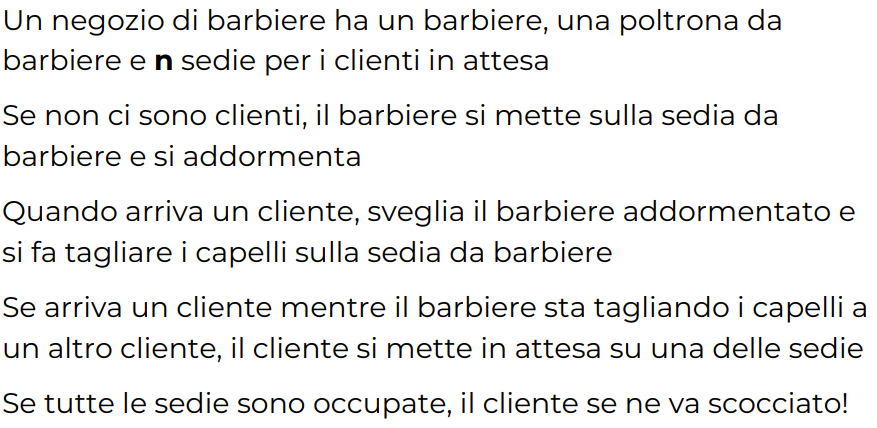 Un negozio di barbiere ha un barbiere, una poltrona da
barbiere e n sedie per i clienti in attesa
Se non ci sono clienti, il barbiere si mette sulla sedia da
barbiere e si addormenta
Quando arriva un cliente, sveglia il barbiere addormentato e
si fa tagliare i capelli sulla sedia da barbiere
Se arriva un cliente mentre il barbiere sta tagliando i capelli a
un altro cliente, il cliente si mette in attesa su una delle sedie
Se tutte le sedie sono occupate, il cliente se ne va scocciato!